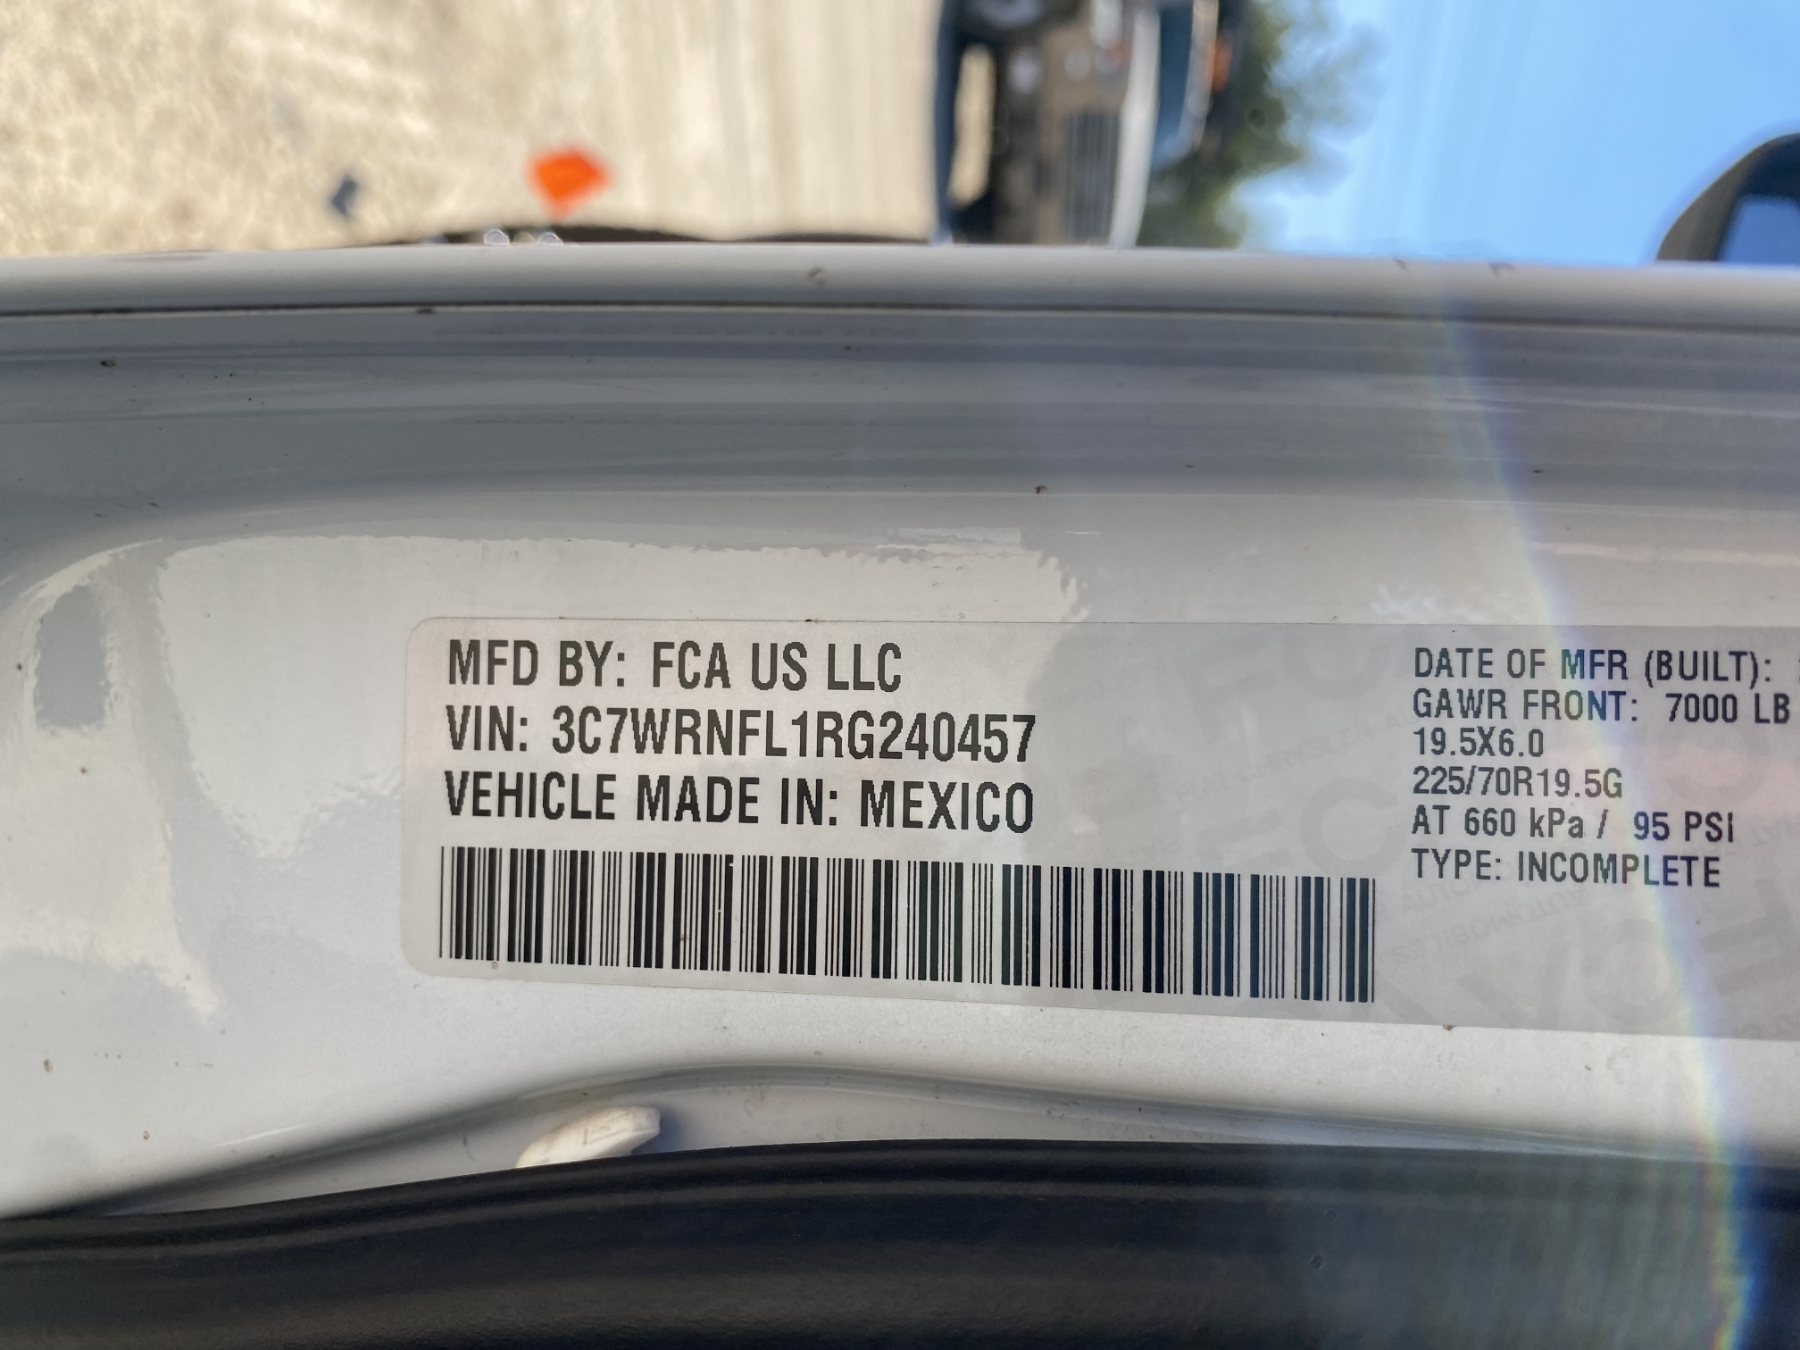 MFD BY: FCA US LLC
VIN: 3C7WRNFL1RG240457
VEHICLE MADE IN: MEXICO
DATE OF MFR (BUILT):
GAWR FRONT: 7000 LB
19.5X6.0
225/70R19.5G
AT 660 kPa / 95 PSI
TYPE: INCOMPLETE